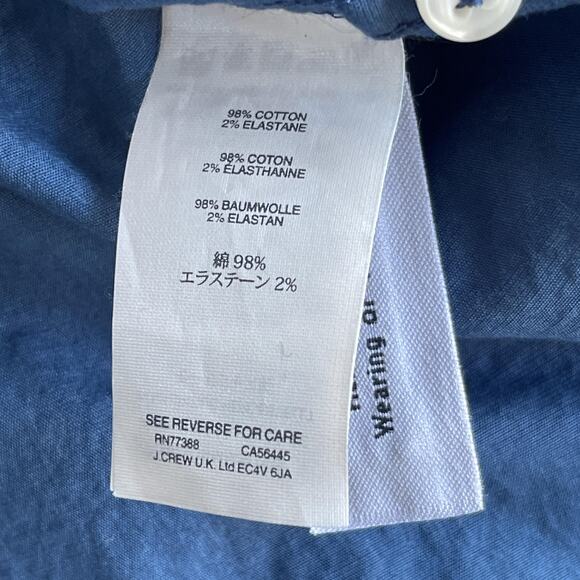 98% COTTON
2% ELASTANE
98% COTON
2% ÉLASTHANNE
98% BAUMWOLLE
2% ELASTAN
綿 98%
エラステーン 2%
SEE REVERSE FOR CARE
RN77388 CA56445
J.CREW U.K. Ltd EC4V 6JA
Wearing or